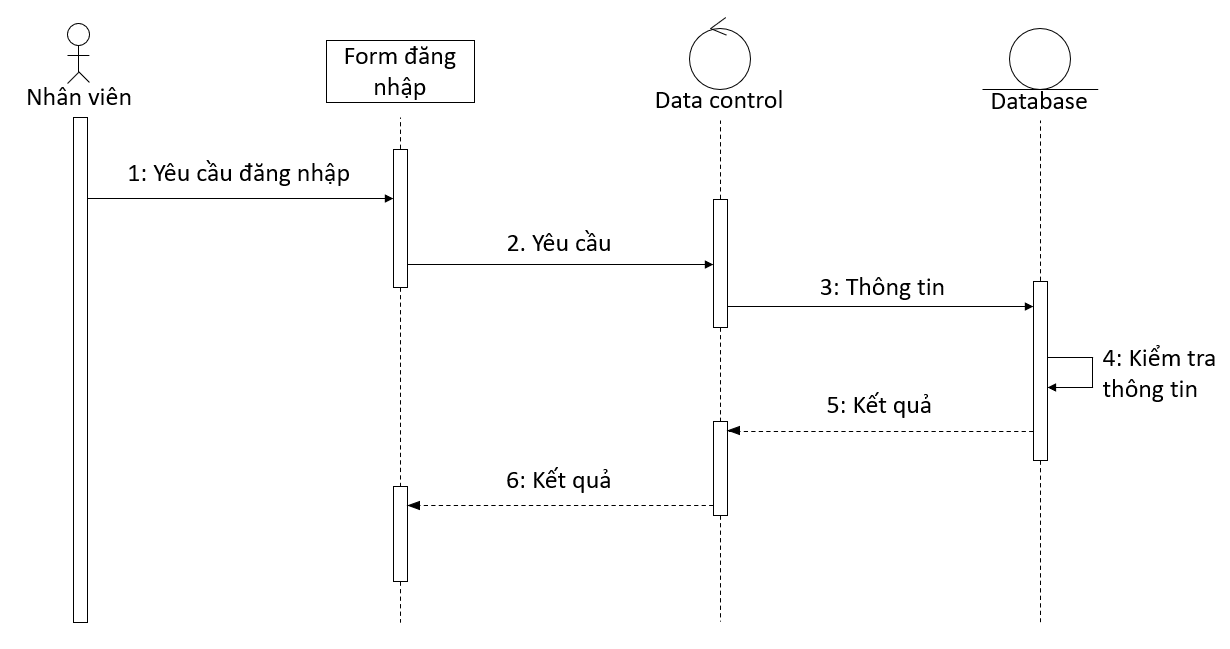 Nhân viên
Form đăng
nhập
Data control
Database
1: Yêu cầu đăng nhập
2. Yêu cầu
3: Thông tin
4: Kiểm tra
thông tin
5: Kết quả
6: Kết quả